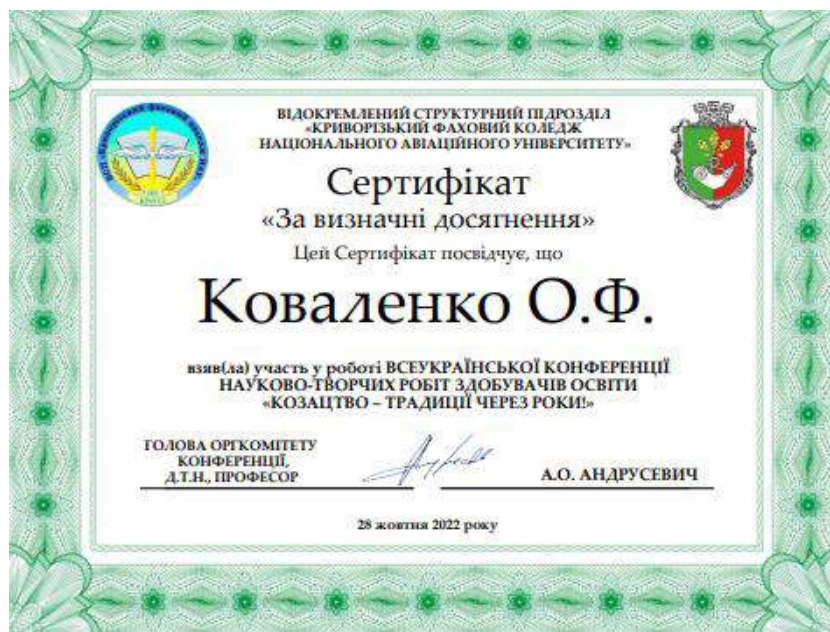 ВІДОКРЕМЛЕНИЙ СТРУКТУРНИЙ ПІДРОЗДІЛ
«КРИВОРІЗЬКИЙ ФАХОВИЙ КОЛЕДЖ
НАЦІОНАЛЬНОГО АВІАЦІЙНОГО УНІВЕРСИТЕТУ»
Сертифікат
«За визначні досягнення»
Цей Сертифікат посвідчує, що
Коваленко О.Ф.
взяв(ла) участь у роботі ВСЕУКРАЇНСЬКОЇ КОНФЕРЕНЦІЇ
НАУКОВО-ТВОРЧИХ РОБІТ ЗДОБУВАЧІВ ОСВІТИ
«КОЗАЦТВО – ТРАДИЦІЇ ЧЕРЕЗ РОКИ!»
ГОЛОВА ОРГКОМІТЕТУ
КОНФЕРЕНЦІЇ,
Д.Т.Н., ПРОФЕСОР
А.О. АНДРУСЕВИЧ
28 жовтня 2022 року